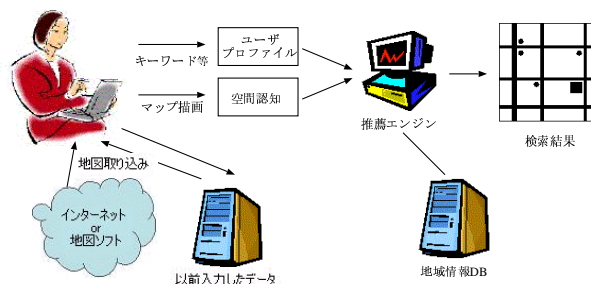 ユーザ
プロファイル
キーワード等
マップ描画
空間認知
推薦エンジン
検索結果
地図取り込み
インターネット
or
地図ソフト
以前入力したデータ
地域情報DB